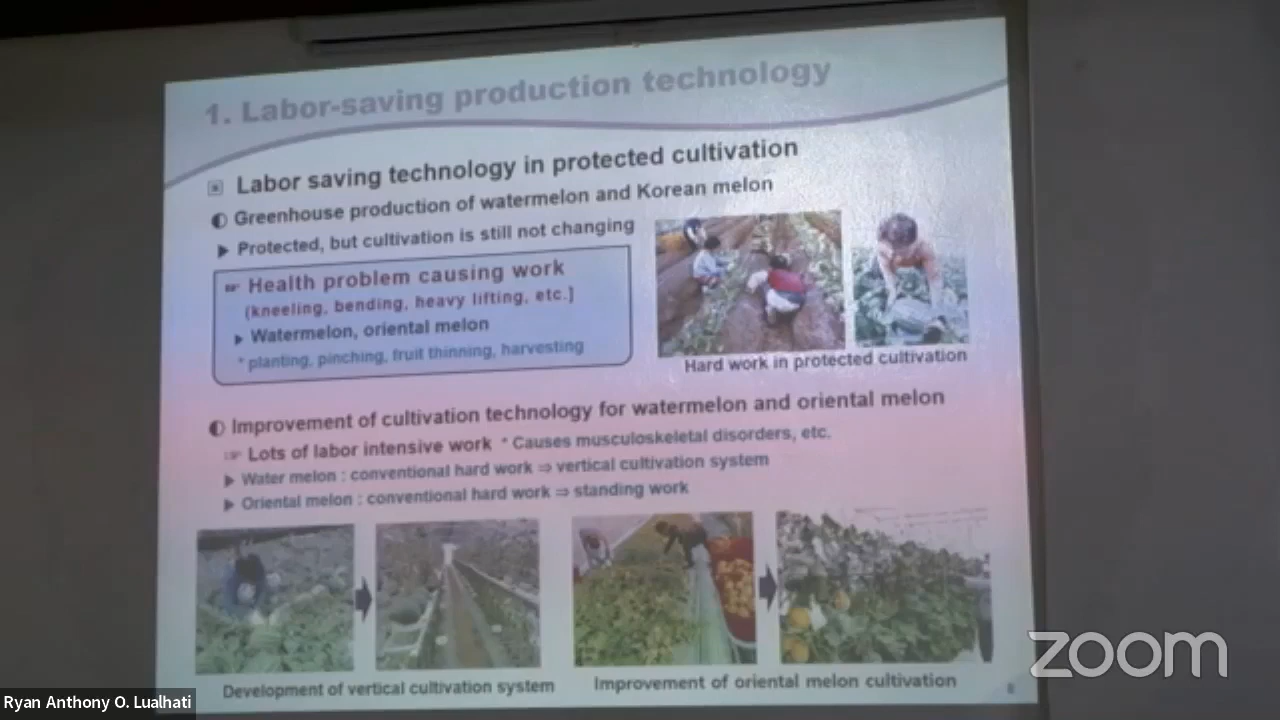 1. Labor-saving production technology
Labor saving technology in protected cultivation
Greenhouse production of watermelon and Korean melon
Protected, but cultivation is still not changing
Health problem causing work
(kneeling, bending, heavy lifting, etc.]
Watermelon, oriental melon
* planting, pinching, fruit thinning, harvesting
Hard work in protected cultivation
Improvement of cultivation technology for watermelon and oriental melon
Lots of labor intensive work * Causes musculoskeletal disorders, etc.
Water melon : conventional hard work ⇒ vertical cultivation system
Oriental melon : conventional hard work ⇒ standing work
Development of vertical cultivation system
Improvement of oriental melon cultivation
8
zoom
Ryan Anthony O. Lualhati